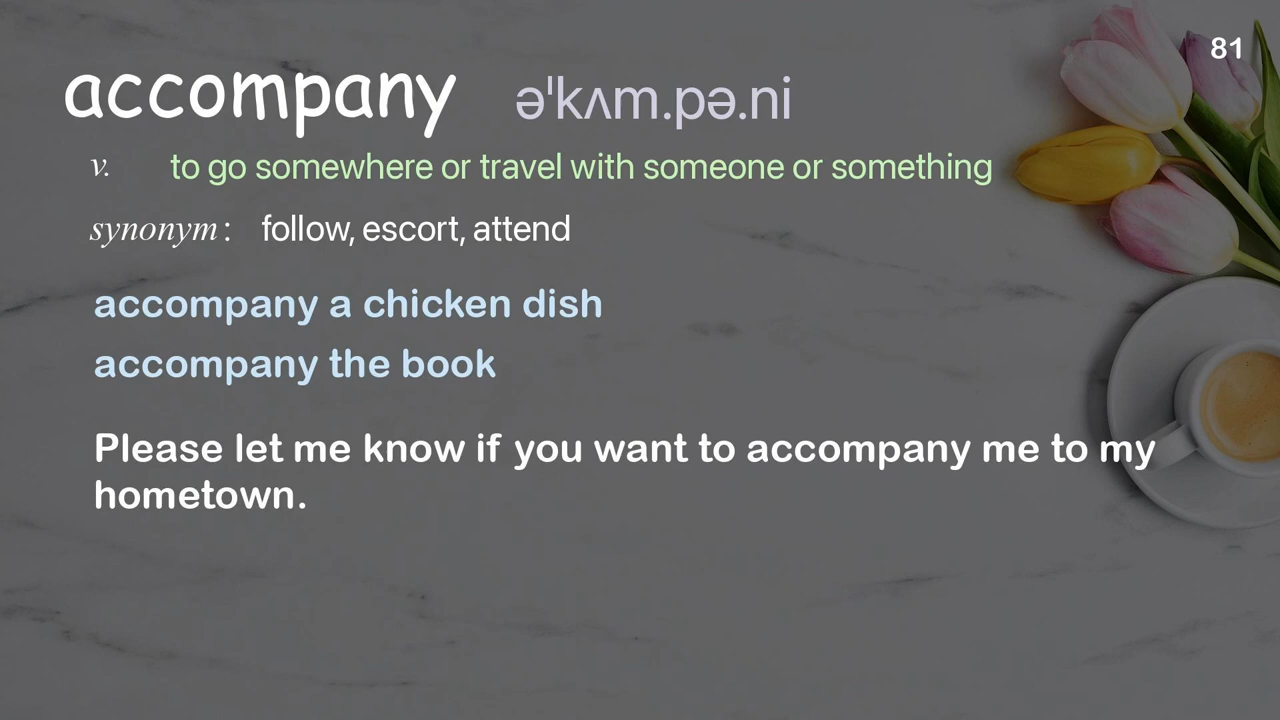 81
accompany əˈkʌm.pə.ni
v. to go somewhere or travel with someone or something
synonym: follow, escort, attend
accompany a chicken dish
accompany the book
Please let me know if you want to accompany me to my
hometown.